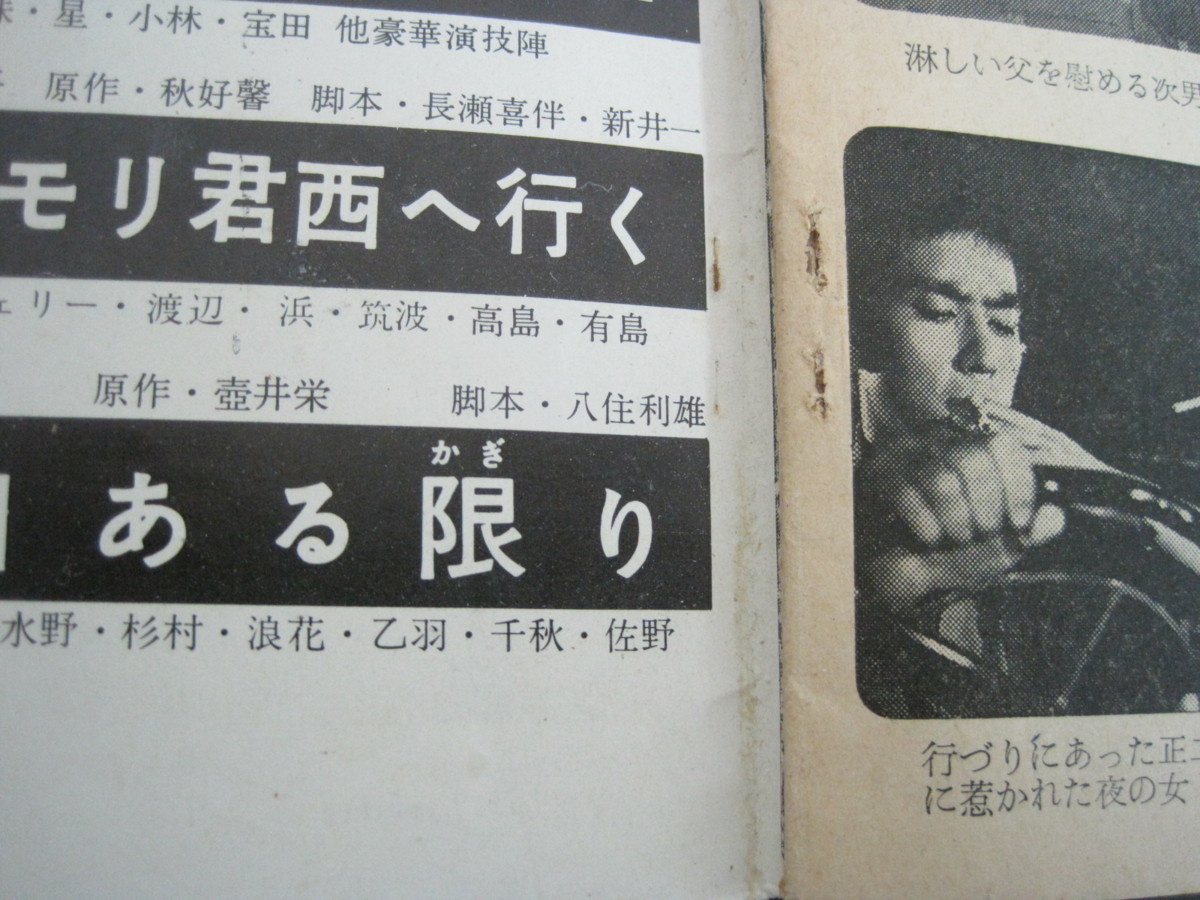 ・星・小林・宝田 他豪華演技陣
原作・秋好馨 脚本・長瀬喜伴・新井一
モリ君西へ行く
ェリー・渡辺・浜・筑波・高島・有島
原作・壺井栄 脚本・八住利雄
かぎ
ある限り
水野・杉村・浪花・乙羽・千秋・佐野
淋しい父を慰める次男
行づりにあった正二
に惹かれた夜の女